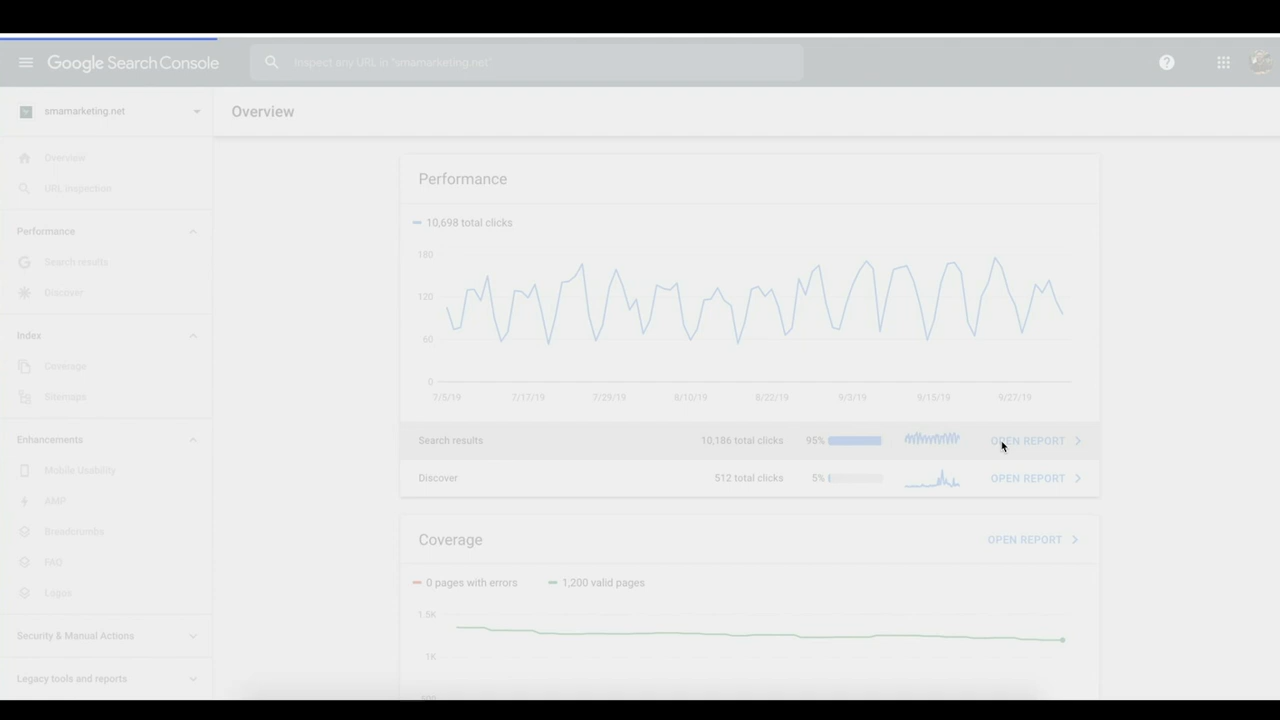 Google Search Console
Inspect any URL in "smamarketing.net"
smamarketing.net
Overview
Overview
URL inspection
Performance
Search results
Discover
Index
Coverage
Sitemaps
Enhancements
Mobile Usability
AMP
Breadcrumbs
FAQ
Logos
Security & Manual Actions
Legacy tools and reports
Performance
10,698 total clicks
180
120
60
0
7/5/19 7/17/19 7/29/19 8/10/19 8/22/19 9/3/19 9/15/19 9/27/19
Search results 10,186 total clicks 95% OPEN REPORT
Discover 512 total clicks 5% OPEN REPORT
Coverage OPEN REPORT
0 pages with errors 1,200 valid pages
1.5K
1K